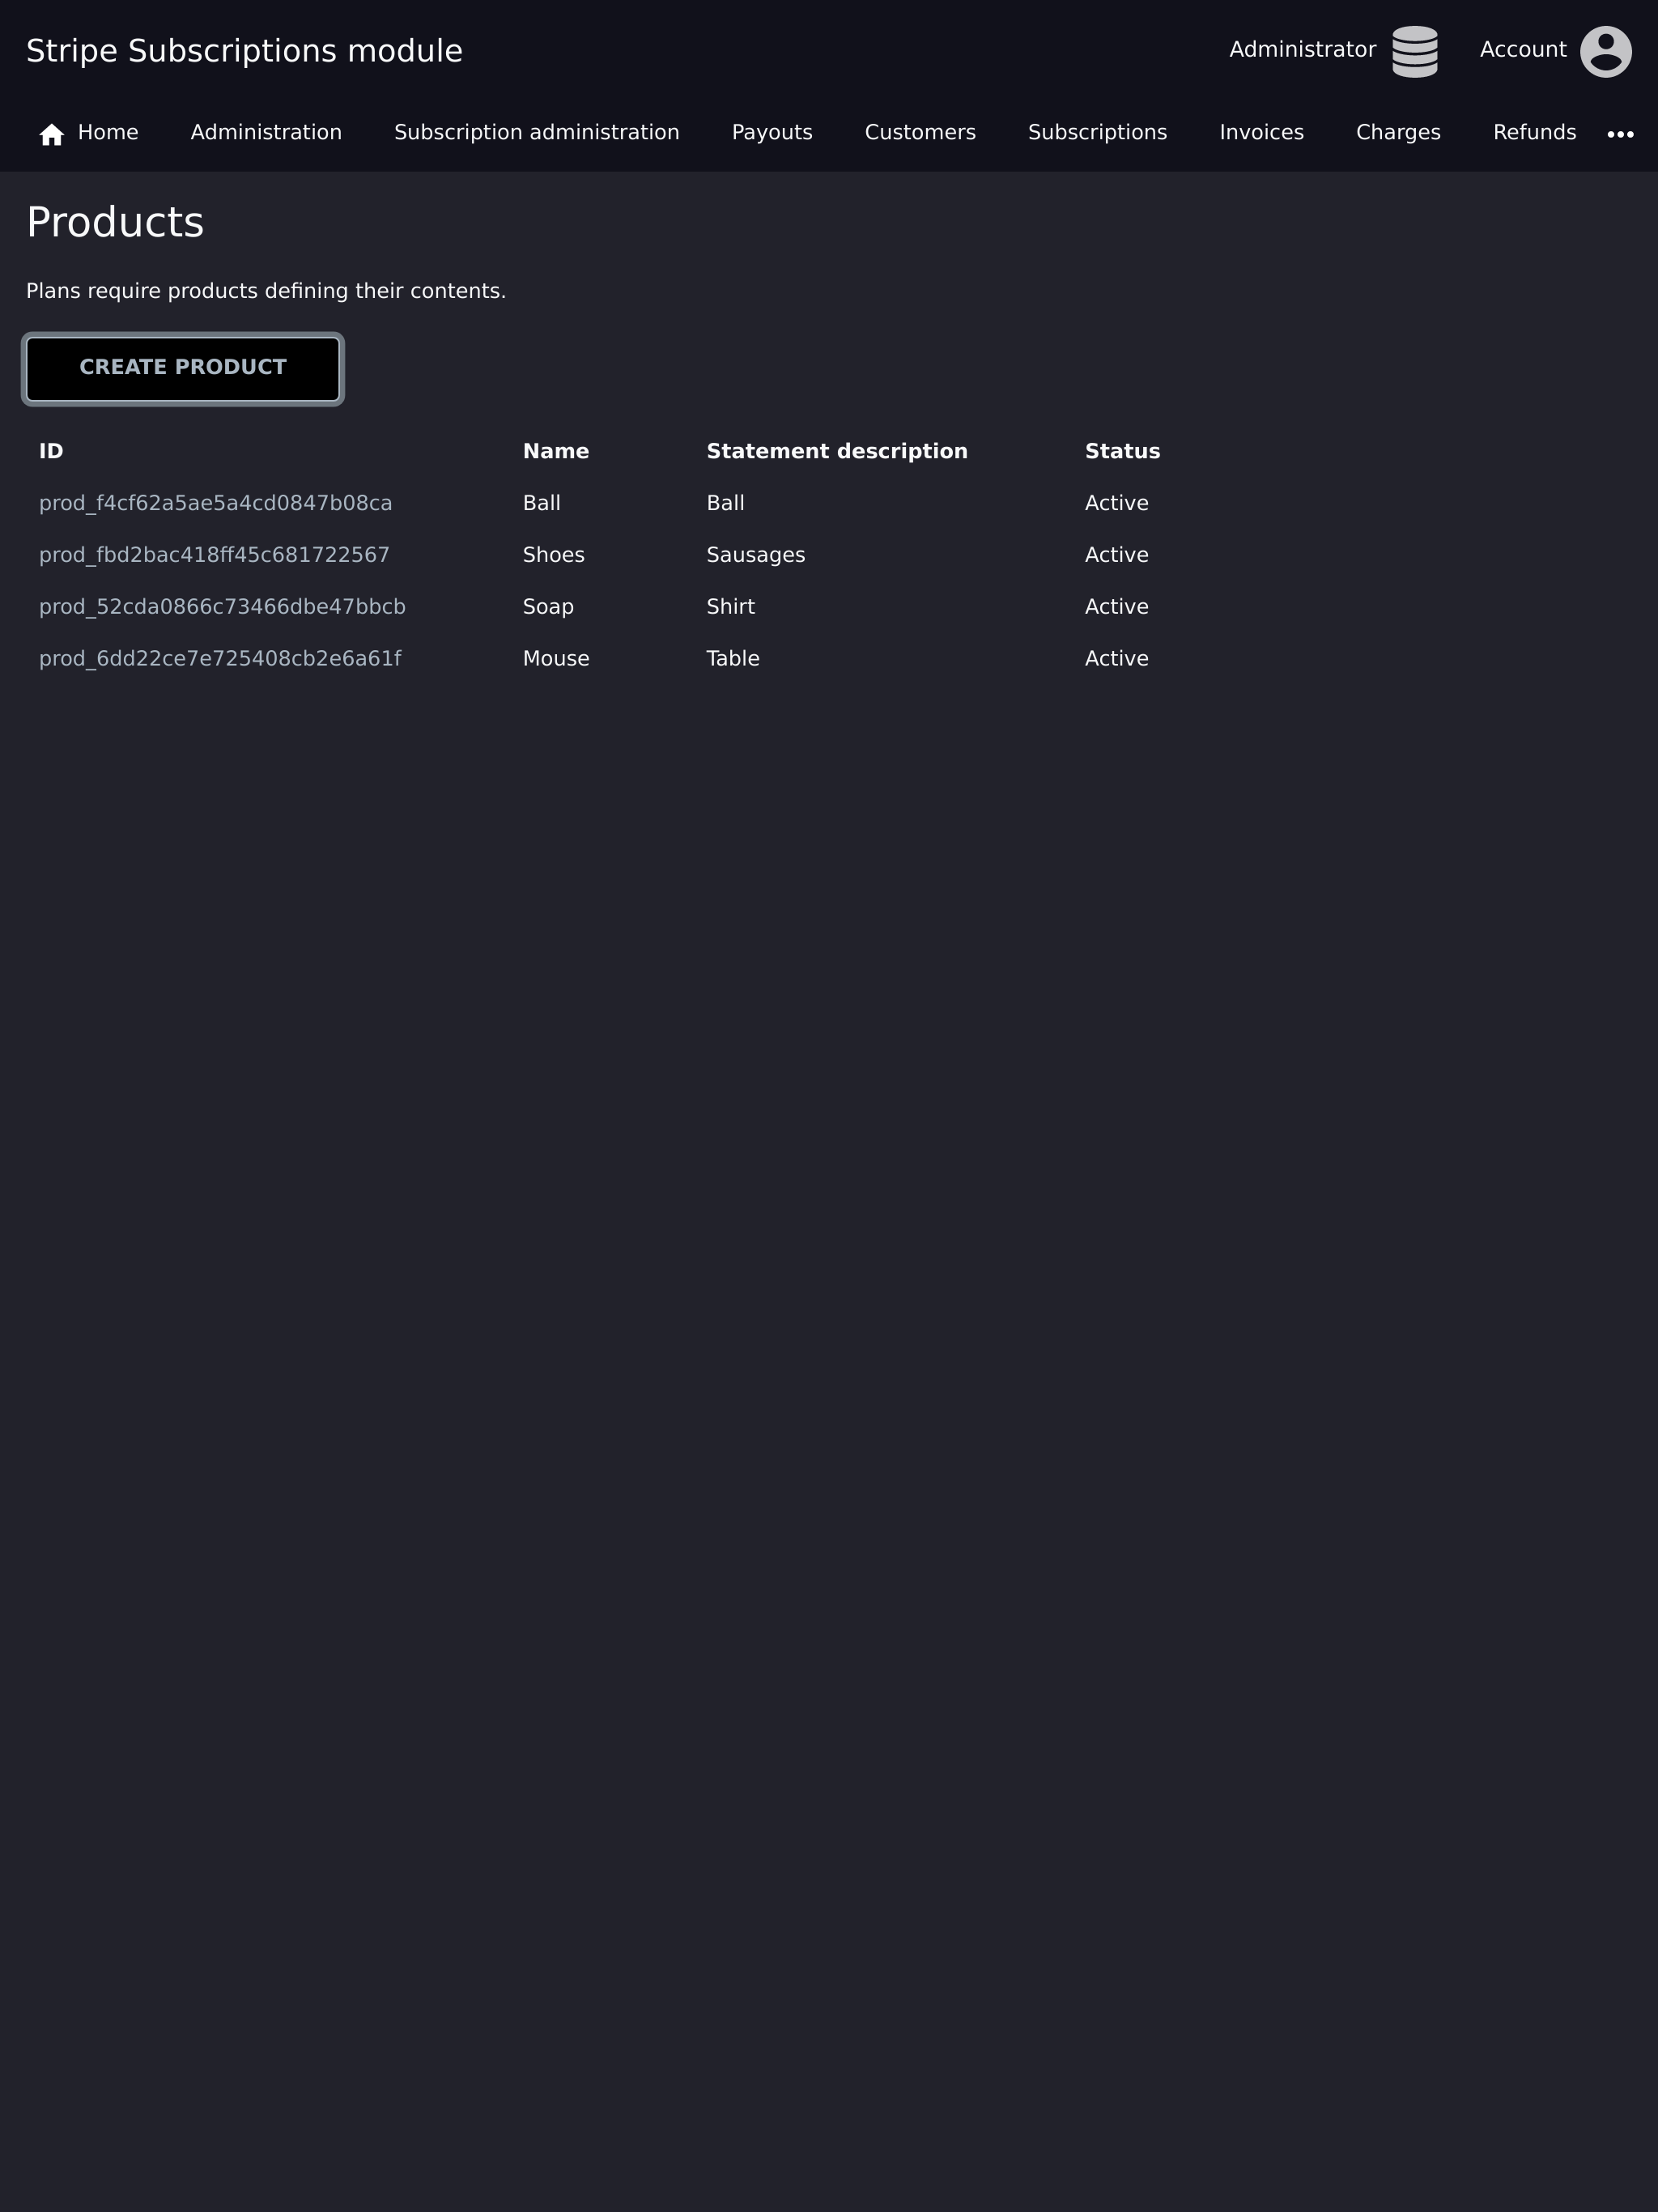 Stripe Subscriptions module Administrator Account
Home Administration Subscription administration Payouts Customers Subscriptions Invoices Charges Refunds •••
Products
Plans require products defining their contents.
CREATE PRODUCT
ID Name Statement description Status
prod_f4cf62a5ae5a4cd0847b08ca Ball Ball Active
prod_fbd2bac418ff45c681722567 Shoes Sausages Active
prod_52cda0866c73466dbe47bbcb Soap Shirt Active
prod_6dd22ce7e725408cb2e6a61f Mouse Table Active